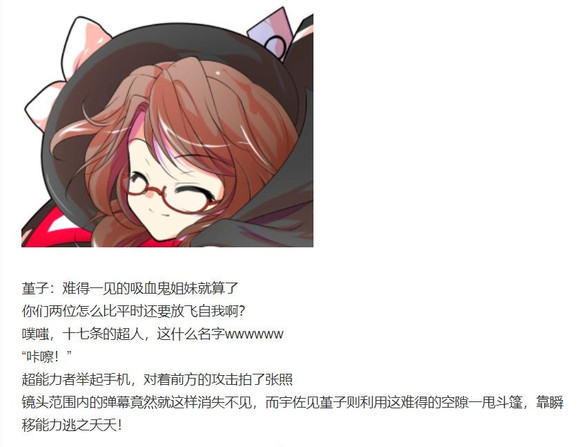 堇子：难得一见的吸血鬼姐妹就算了
你们两位怎么比平时还要放飞自我啊？
噗嗤，十七条的超人，这什么名字wwwwww
“咔嚓！”
超能力者举起手机，对着前方的攻击拍了张照
镜头范围内的弹幕竟然就这样消失不见，而宇佐见堇子则利用这难得的空隙一甩斗篷，靠瞬
移能力逃之夭夭！